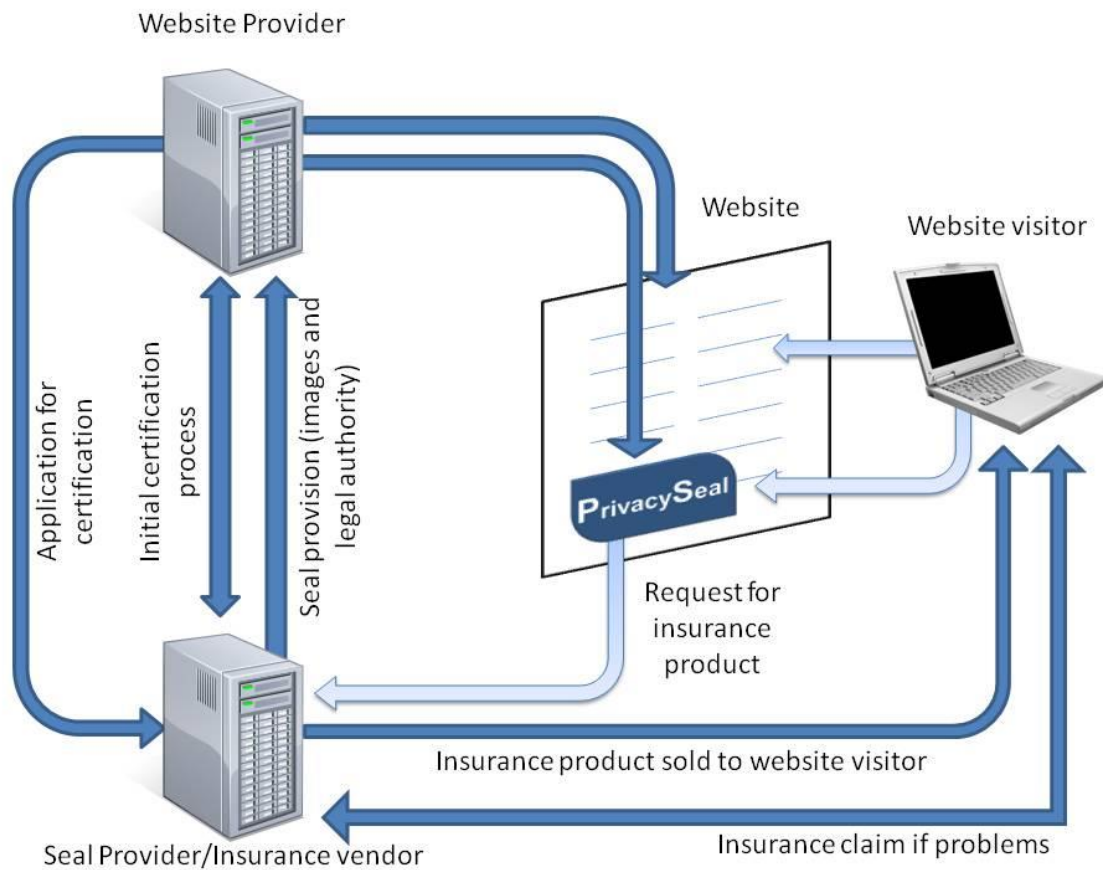 Website Provider
Website
Website visitor
Application for
certification
Initial certification
process
Seal provision (images and
legal authority)
PrivacySeal
Request for
insurance
product
Insurance product sold to website visitor
Insurance claim if problems
Seal Provider/Insurance vendor